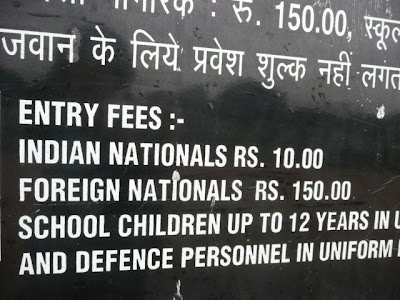 नागरिक : रू. 150.00, स्कूल
जवान के लिये प्रवेश शुल्क नहीं
ENTRY FEES :-
INDIAN NATIONALS RS. 10.00
FOREIGN NATIONALS RS. 150.00
SCHOOL CHILDREN UP TO 12 YEARS IN
AND DEFENCE PERSONNEL IN UNIFORM